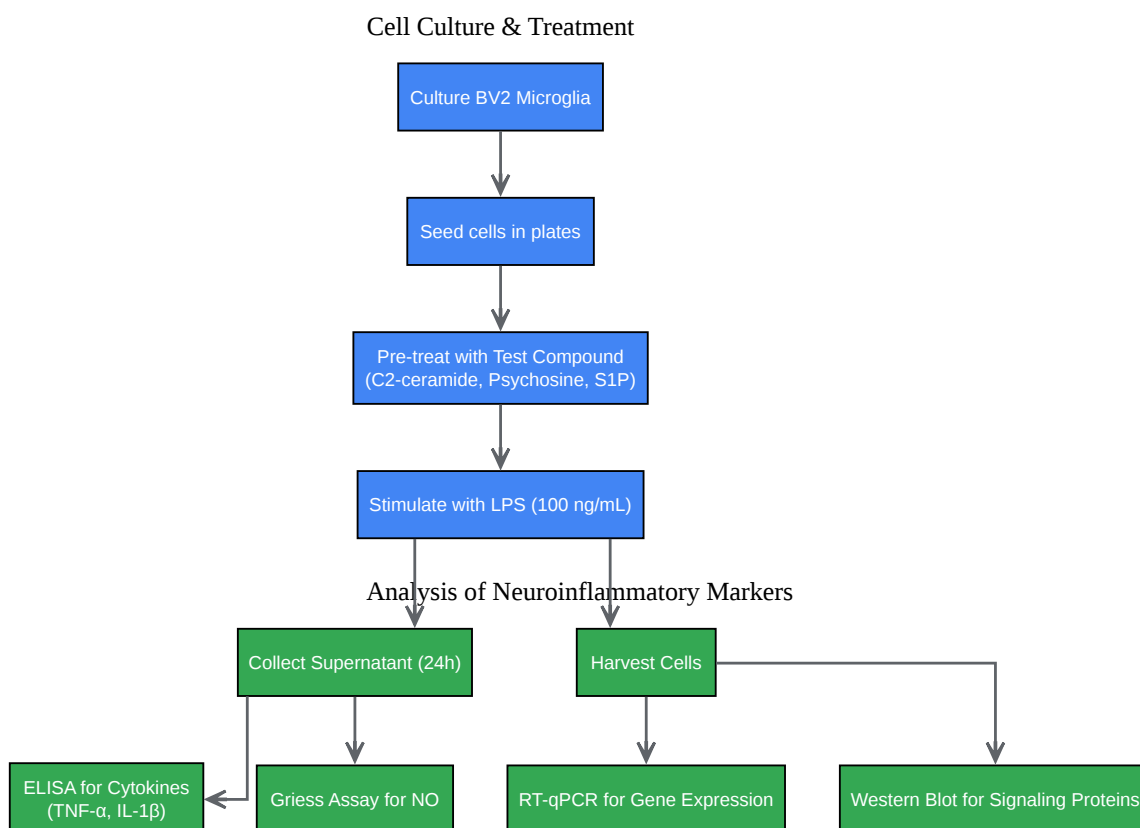 Cell Culture & Treatment
Culture BV2 Microglia
Seed cells in plates
Pre-treat with Test Compound
(C2-ceramide, Psychosine, S1P)
Stimulate with LPS (100 ng/mL)
Analysis of Neuroinflammatory Markers
Collect Supernatant (24h)
Harvest Cells
ELISA for Cytokines
(TNF-α, IL-1β)
Griess Assay for NO
RT-qPCR for Gene Expression
Western Blot for Signaling Proteins